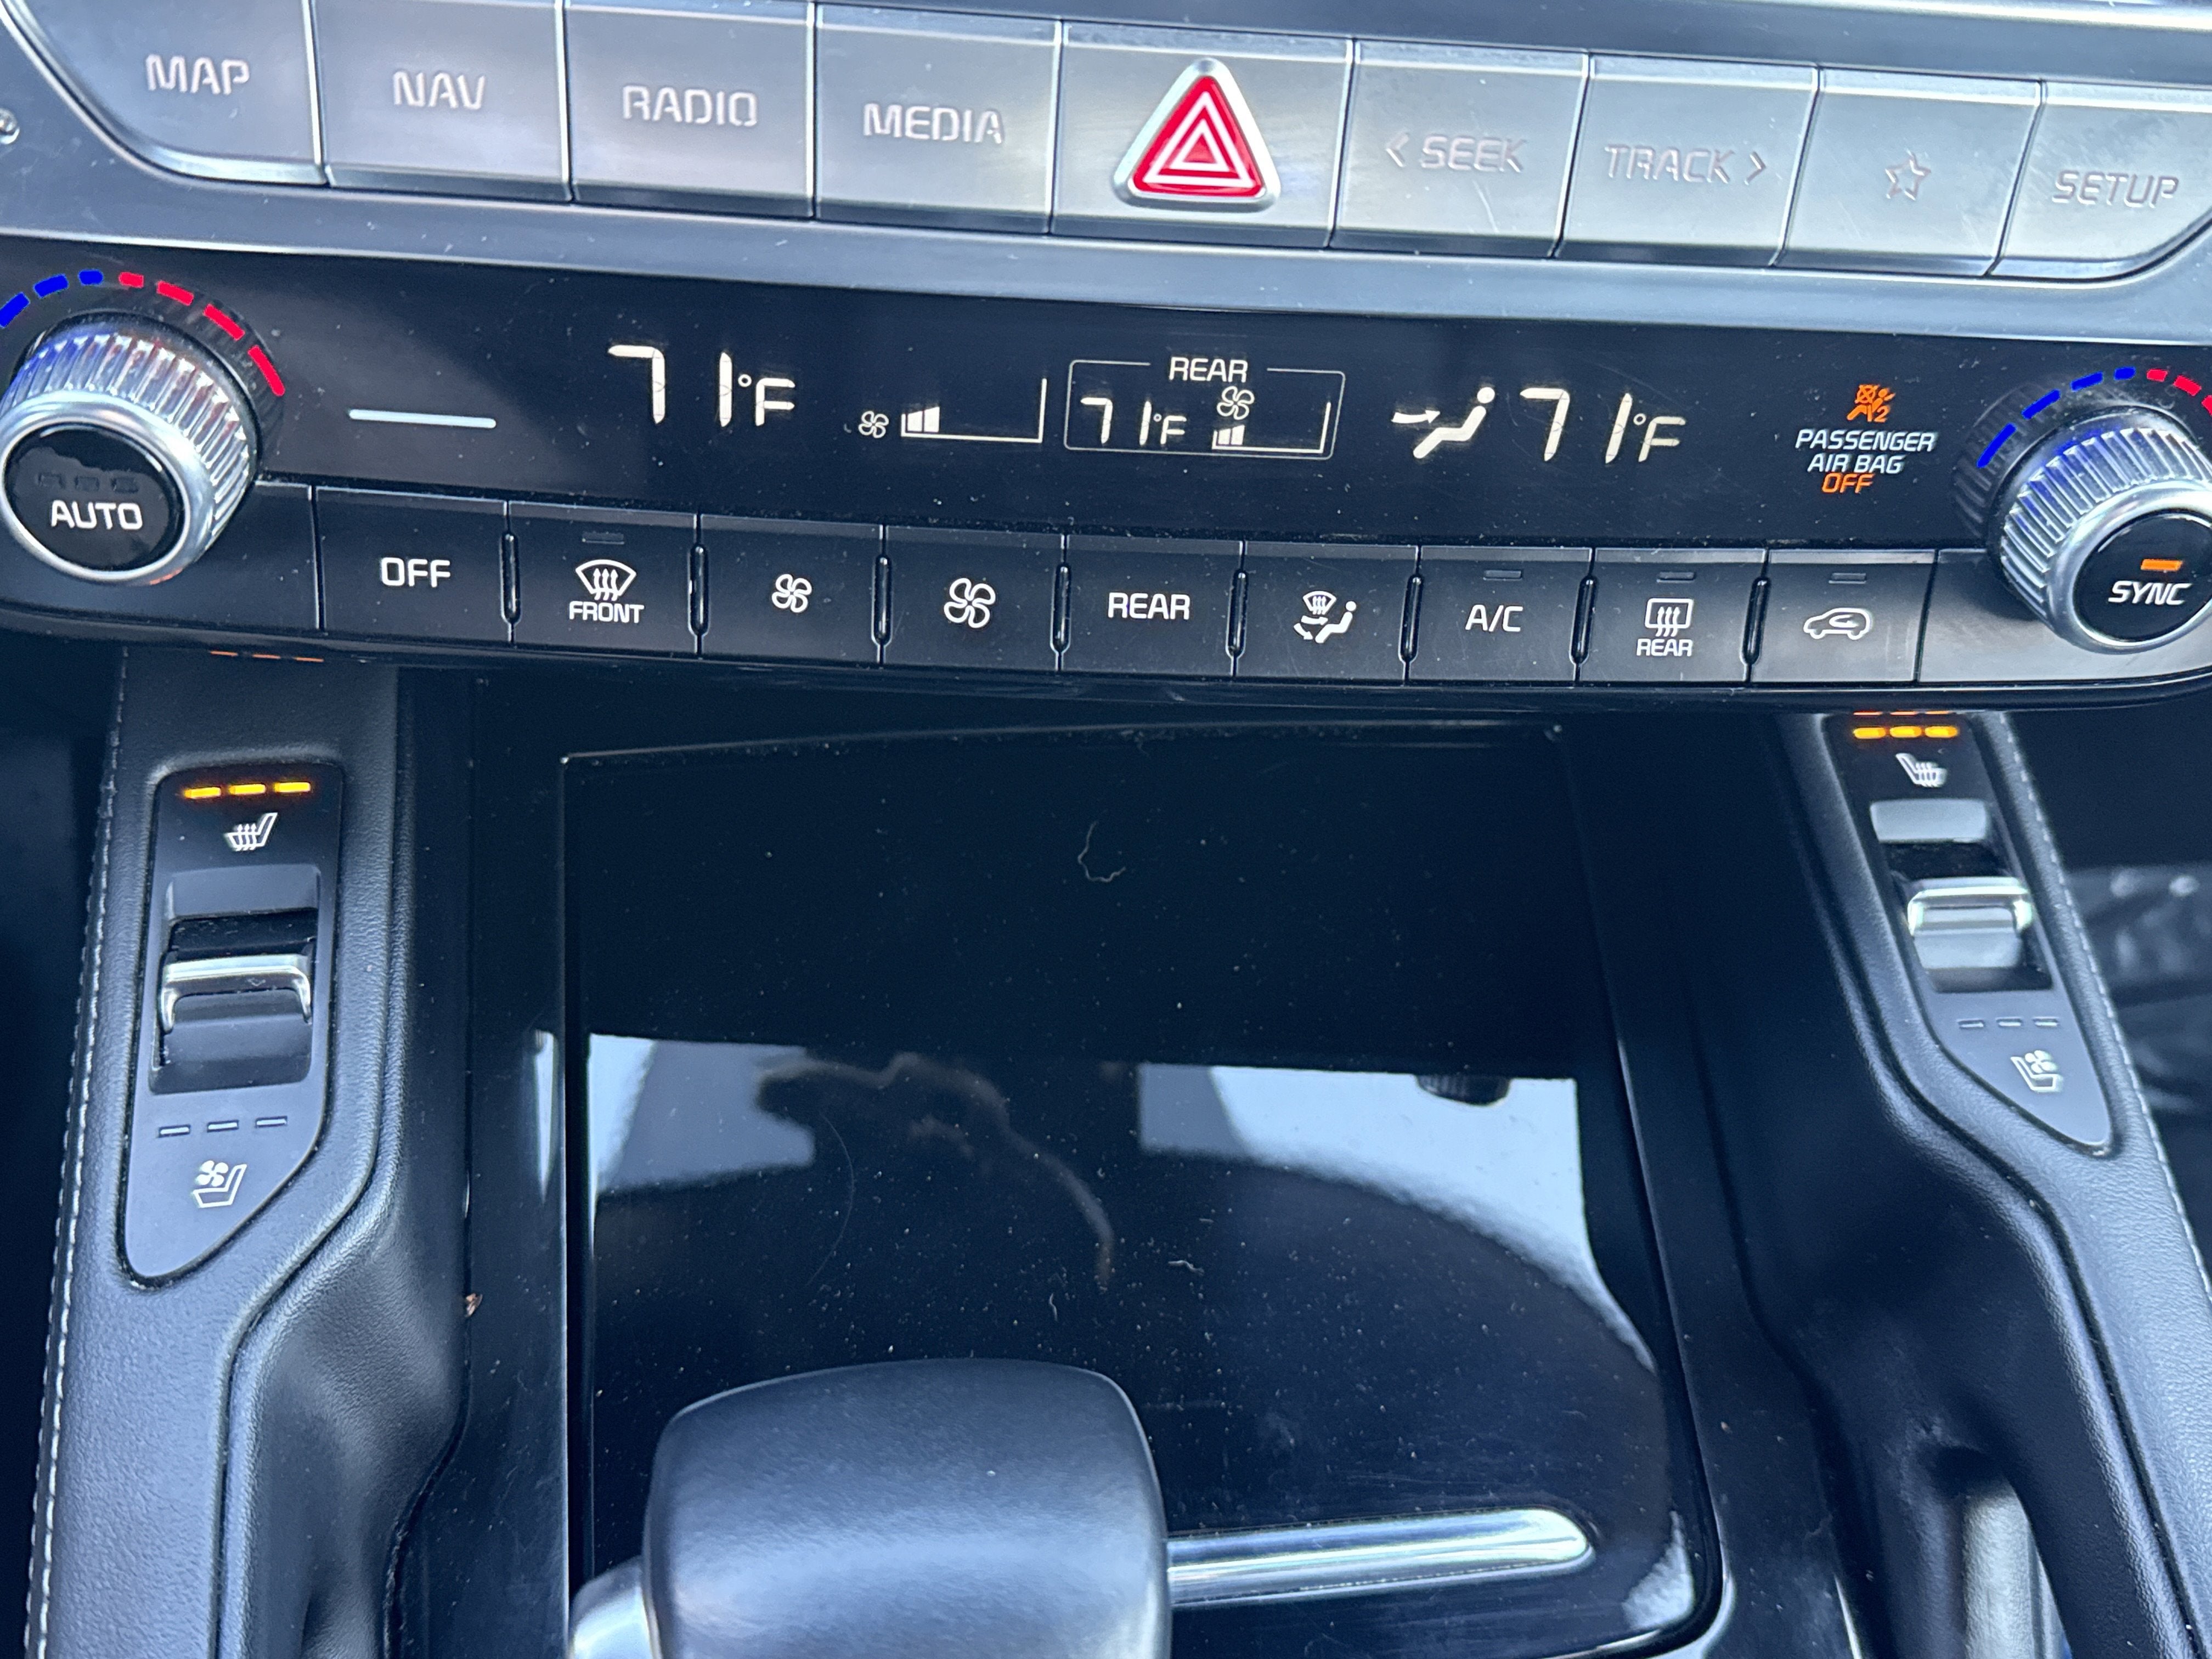 MAP
NAV
RADIO
MEDIA
< SEEK
TRACK >
SETUP
71°F
REAR
71°F
71°F
PASSENGER
AIR BAG
OFF
2
AUTO
OFF
FRONT
REAR
A/C
REAR
SYNC